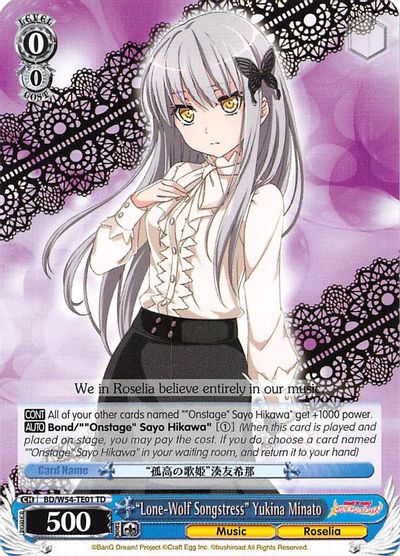 LEVEL
0
0
COST
We in Roselia believe entirely in our music.
CONT All of your other cards named ""Onstage" Sayo Hikawa" get +1000 power.
AUTO Bond/""Onstage" Sayo Hikawa" [①] (When this card is played and placed on stage, you may pay the cost. If you do, choose a card named ""Onstage" Sayo Hikawa" in your waiting room, and return it to your hand)
Card Name “孤高の歌姫”湊友希那
CH BD/W54-TE01 TD
POWER 500 "Lone-Wolf Songstress" Yukina Minato
Music Roselia
©BanG Dream! Project ©Craft Egg Inc. ©bushiroad All Rights Reserved.